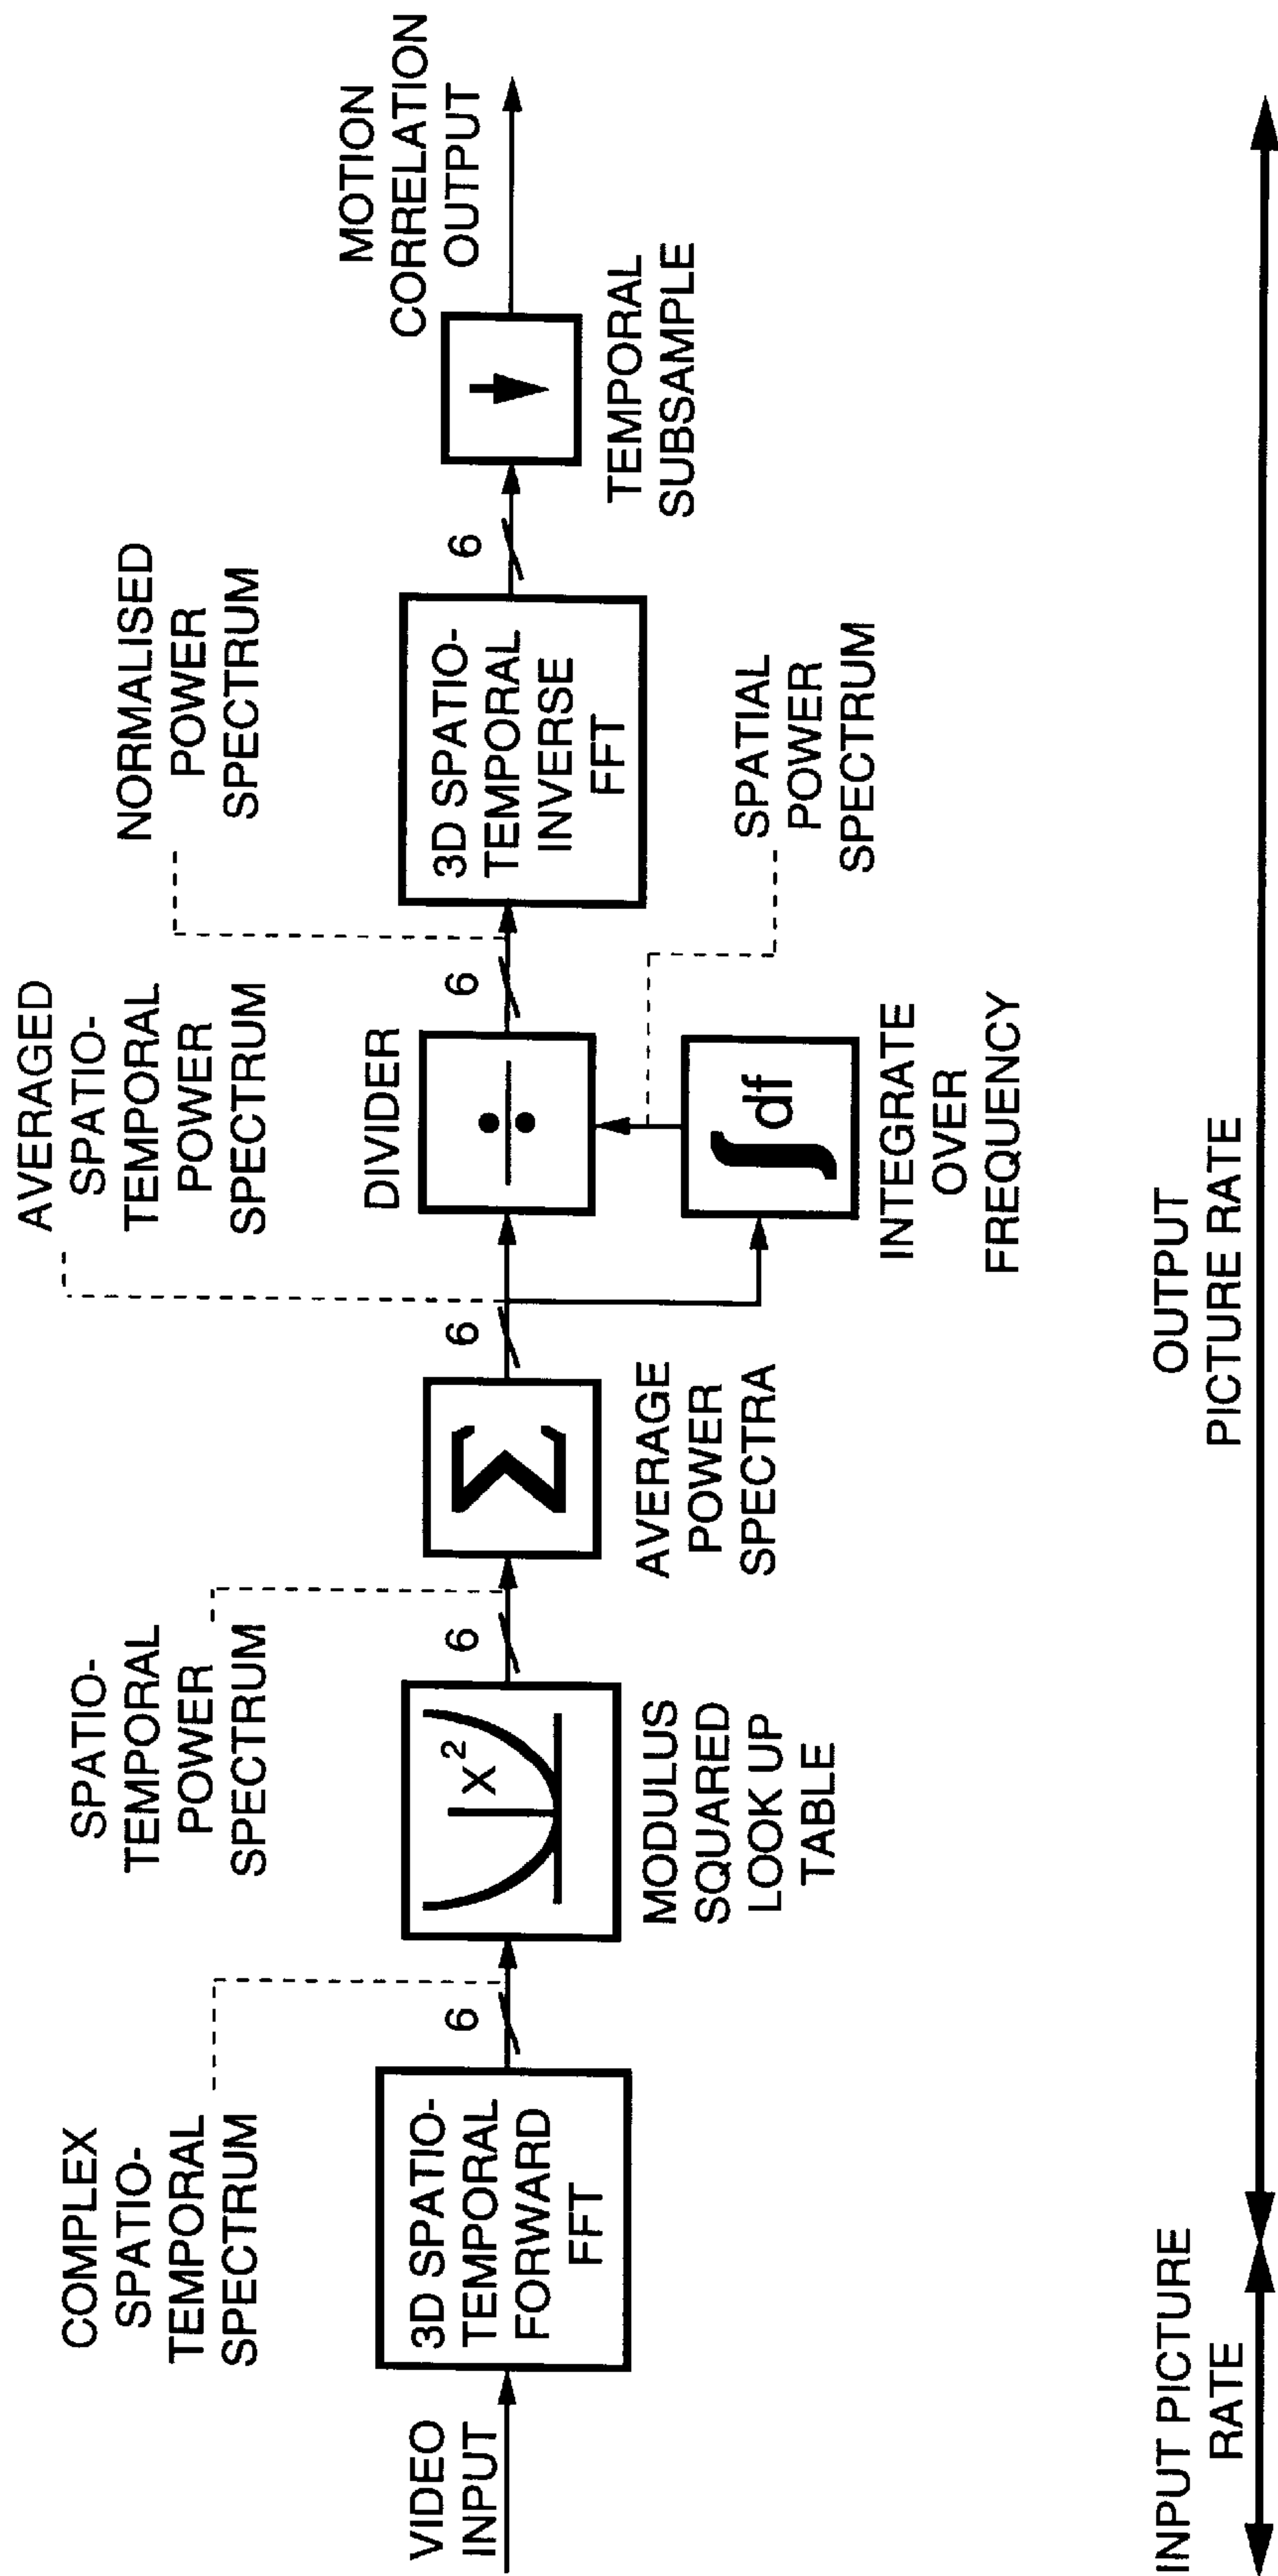 VIDEO
INPUT
3D SPATIO-
TEMPORAL
FORWARD
FFT
COMPLEX
SPATIO-
TEMPORAL
SPECTRUM
6
X²
MODULUS
SQUARED
LOOK UP
TABLE
SPATIO-
TEMPORAL
POWER
SPECTRUM
6
Σ
AVERAGE
POWER
SPECTRA
6
AVERAGED
SPATIO-
TEMPORAL
POWER
SPECTRUM
DIVIDER
÷
∫ df
INTEGRATE
OVER
FREQUENCY
6
NORMALISED
POWER
SPECTRUM
SPATIAL
POWER
SPECTRUM
3D SPATIO-
TEMPORAL
INVERSE
FFT
6
TEMPORAL
SUBSAMPLE
MOTION
CORRELATION
OUTPUT
INPUT PICTURE
RATE
OUTPUT
PICTURE RATE